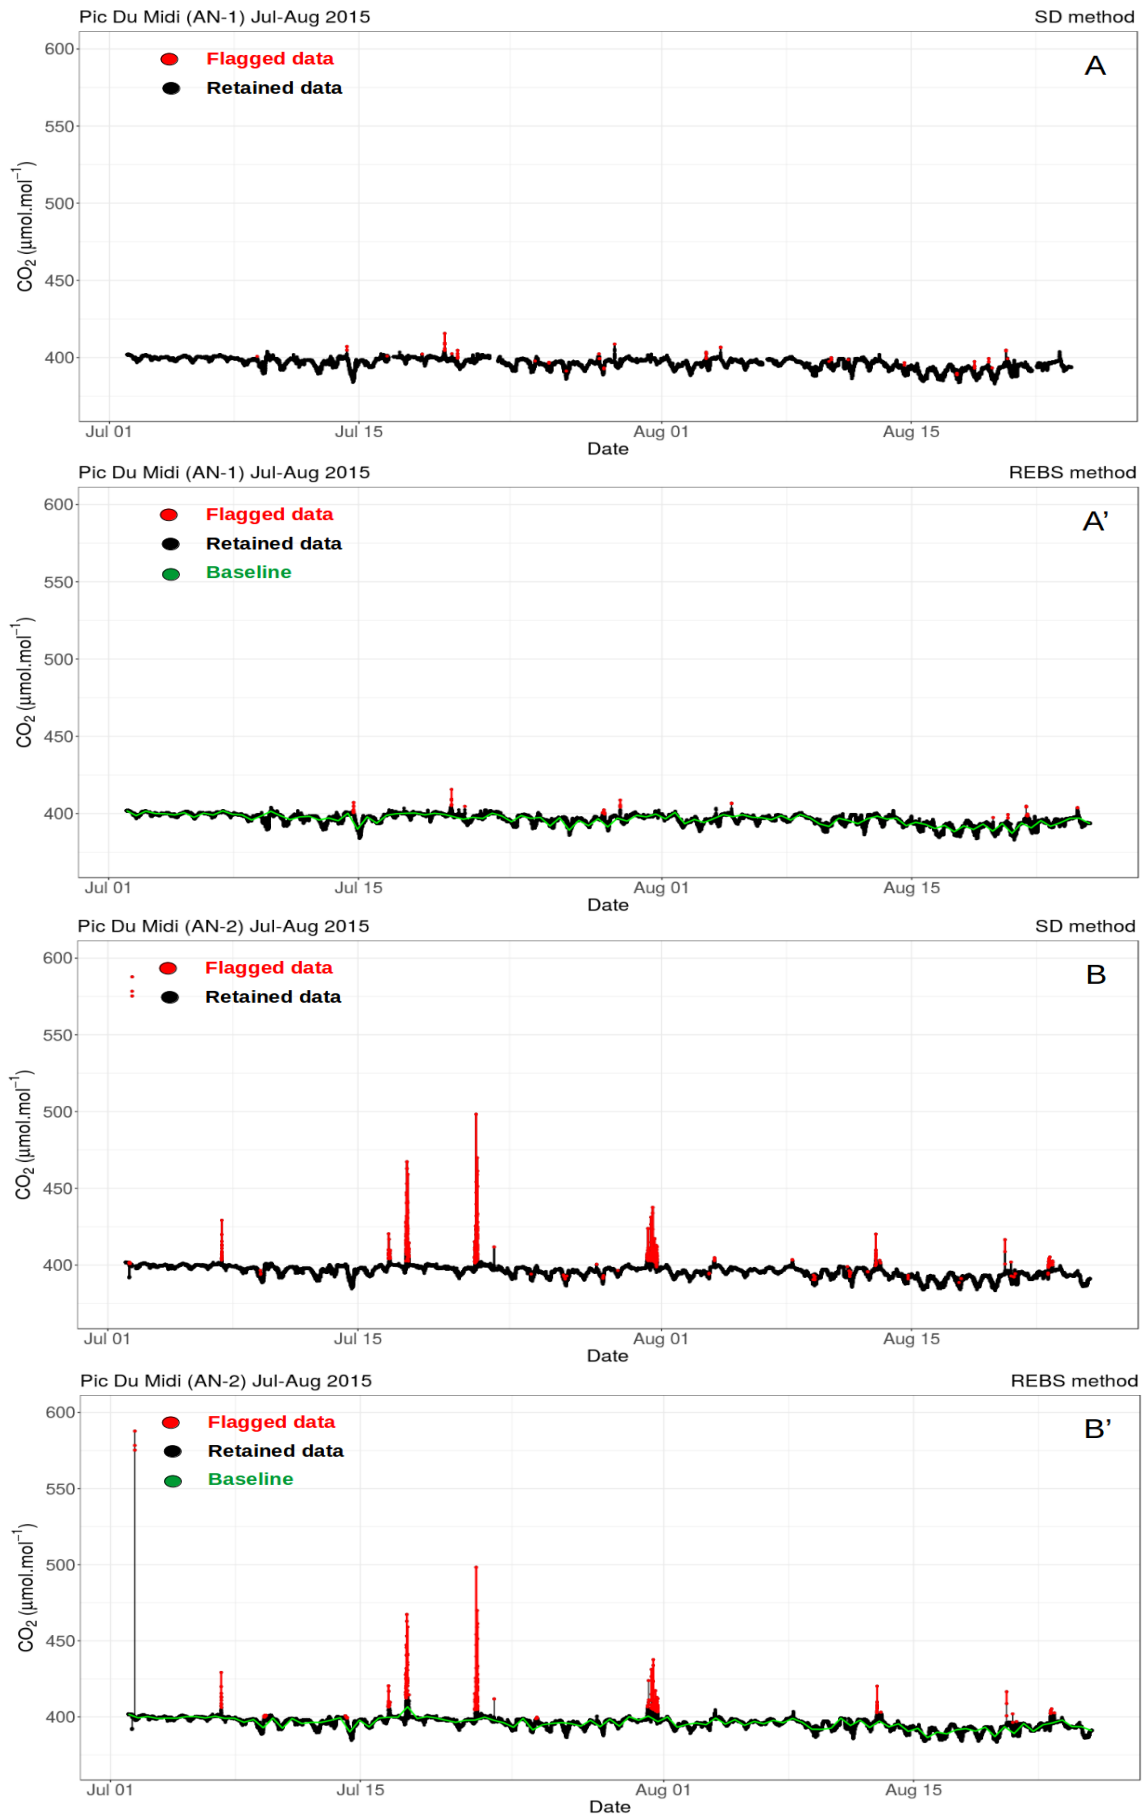 Pic Du Midi (AN-1) Jul-Aug 2015 SD method
600
Flagged data
A
Retained data
550
500
CO₂ (μmol.mol⁻¹)
450
400
Jul 01 Jul 15 Aug 01 Aug 15
Date
Pic Du Midi (AN-1) Jul-Aug 2015 REBS method
600
Flagged data
A’
Retained data
Baseline
550
500
CO₂ (μmol.mol⁻¹)
450
400
Jul 01 Jul 15 Aug 01 Aug 15
Date
Pic Du Midi (AN-2) Jul-Aug 2015 SD method
600
Flagged data
B
Retained data
550
500
CO₂ (μmol.mol⁻¹)
450
400
Jul 01 Jul 15 Aug 01 Aug 15
Date
Pic Du Midi (AN-2) Jul-Aug 2015 REBS method
600
Flagged data
B’
Retained data
Baseline
550
500
CO₂ (μmol.mol⁻¹)
450
400
Jul 01 Jul 15 Aug 01 Aug 15
Date